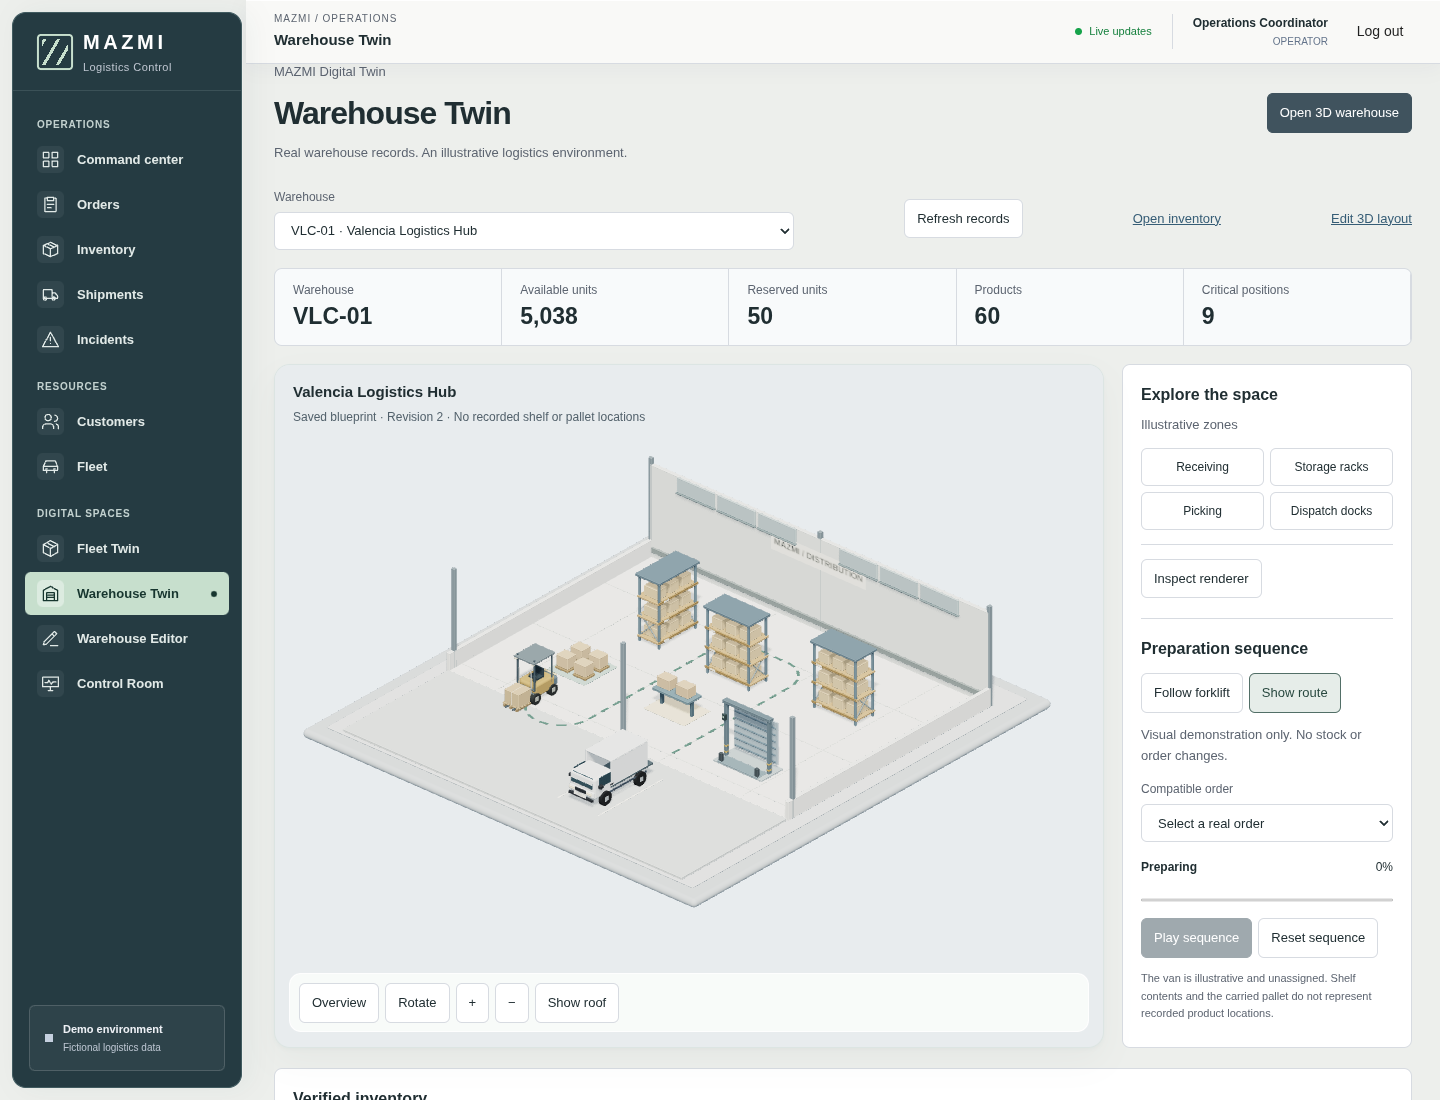 MAZMI
Logistics Control
OPERATIONS
Command center
Orders
Inventory
Shipments
Incidents
RESOURCES
Customers
Fleet
DIGITAL SPACES
Fleet Twin
Warehouse Twin
Warehouse Editor
Control Room
Demo environment
Fictional logistics data
MAZMI / OPERATIONS
Warehouse Twin
Live updates
Operations Coordinator
OPERATOR
Log out
MAZMI Digital Twin
Warehouse Twin
Open 3D warehouse
Real warehouse records. An illustrative logistics environment.
Warehouse
VLC-01 · Valencia Logistics Hub
Refresh records
Open inventory
Edit 3D layout
Warehouse
VLC-01
Available units
5,038
Reserved units
50
Products
60
Critical positions
9
Valencia Logistics Hub
Saved blueprint · Revision 2 · No recorded shelf or pallet locations
MAZMI / DISTRIBUTION
Overview
Rotate
+
−
Show roof
Explore the space
Illustrative zones
Receiving
Storage racks
Picking
Dispatch docks
Inspect renderer
Preparation sequence
Follow forklift
Show route
Visual demonstration only. No stock or
order changes.
Compatible order
Select a real order
Preparing 0%
Play sequence
Reset sequence
The van is illustrative and unassigned. Shelf
contents and the carried pallet do not represent
recorded product locations.
Verified inventory